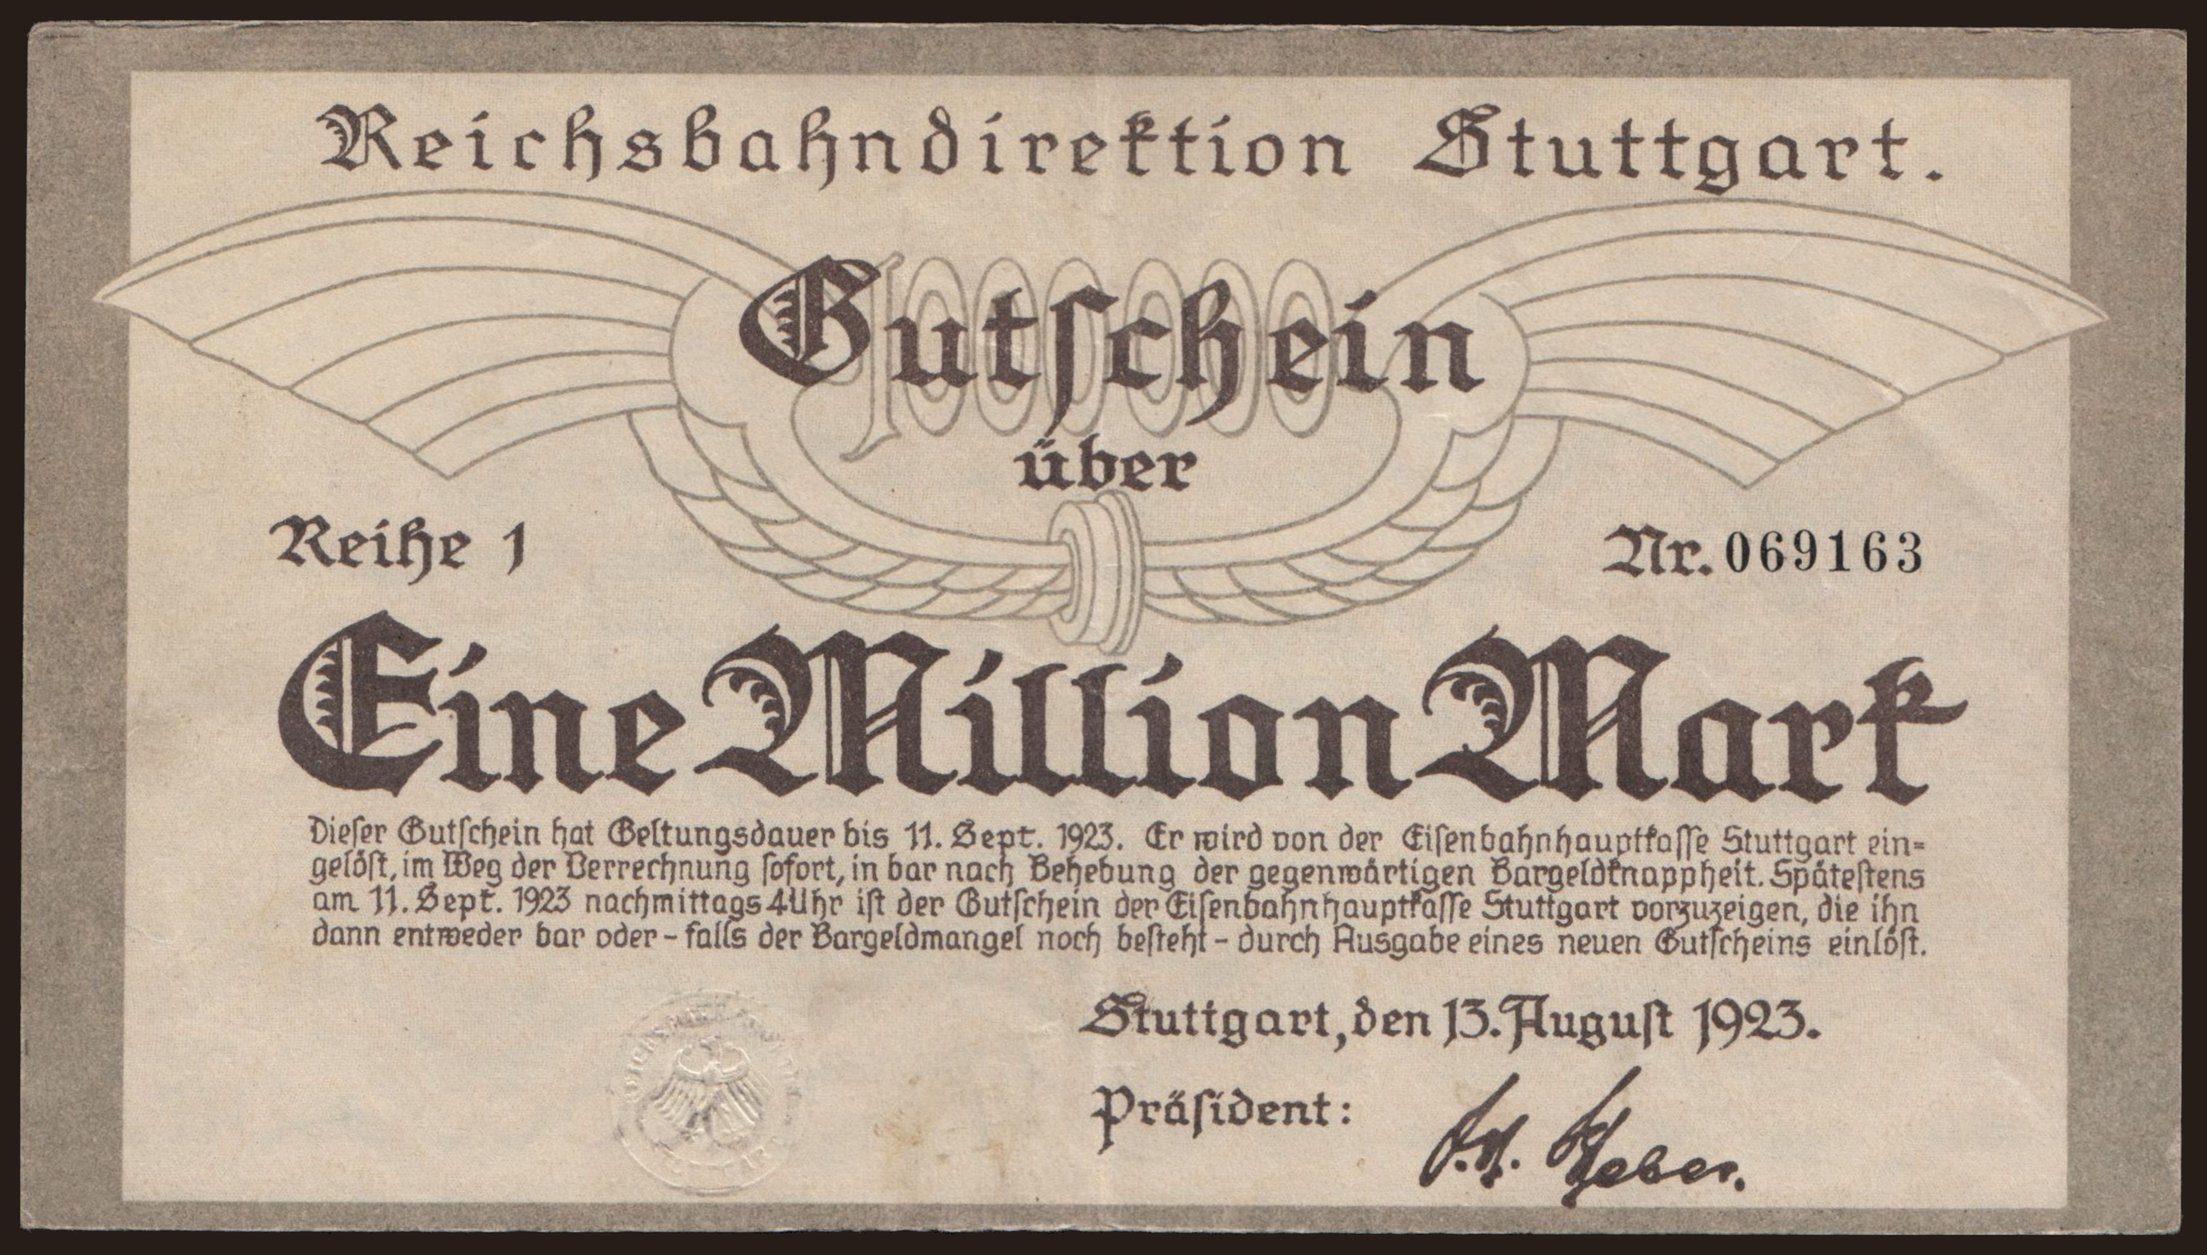 Reichsbahndirektion Stuttgart.
1000000
Gutschein
über
Reihe 1
Nr. 069163
Eine Million Mark
Dieser Gutschein hat Geltungsdauer bis 11. Sept. 1923. Er wird von der Eisenbahnhauptkasse Stuttgart ein=
gelöst, im Weg der Verrechnung sofort, in bar nach Behebung der gegenwärtigen Bargeldknappheit. Spätestens
am 11. Sept. 1923 nachmittags 4 Uhr ist der Gutschein der Eisenbahnhauptkasse Stuttgart vorzuzeigen, die ihn
dann entweder bar oder – falls der Bargeldmangel noch besteht – durch Ausgabe eines neuen Gutscheins einlöst.
Stuttgart, den 13. August 1923.
Präsident: